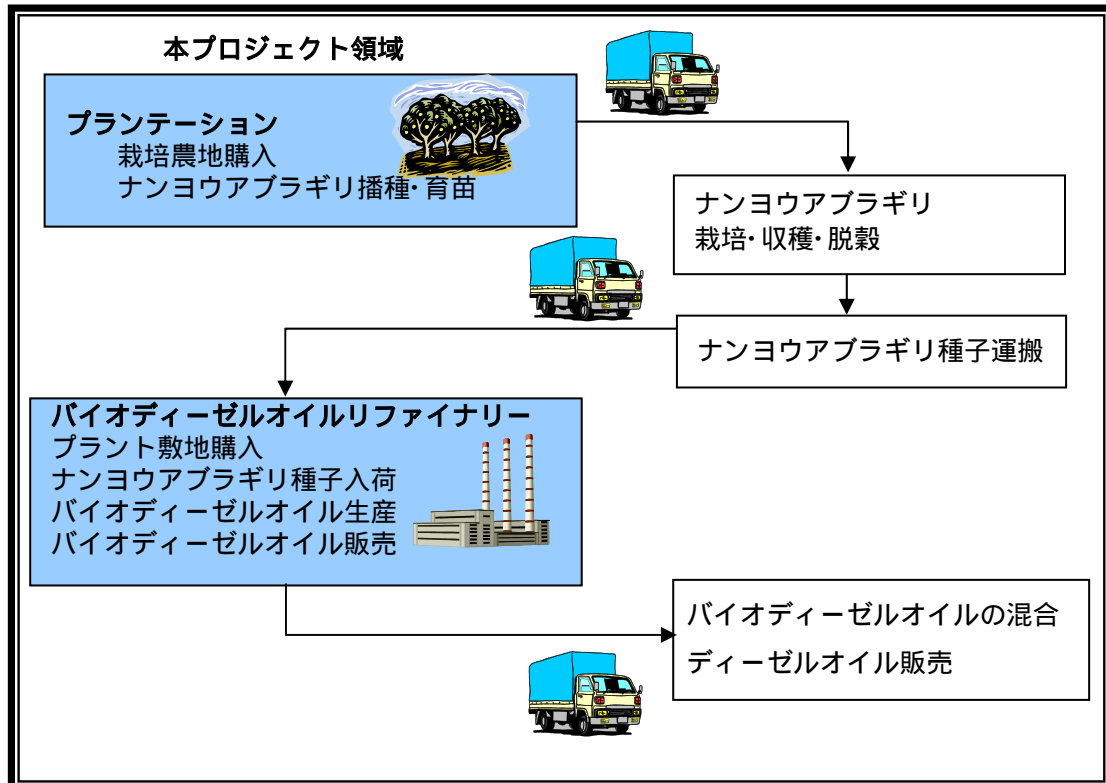 本プロジェクト領域
プランテーション
栽培農地購入
ナンヨウアブラギリ播種・育苗
ナンヨウアブラギリ
栽培・収穫・脱穀
ナンヨウアブラギリ種子運搬
バイオディーゼルオイルリファイナリー
プラント敷地購入
ナンヨウアブラギリ種子入荷
バイオディーゼルオイル生産
バイオディーゼルオイル販売
バイオディーゼルオイルの混合
ディーゼルオイル販売